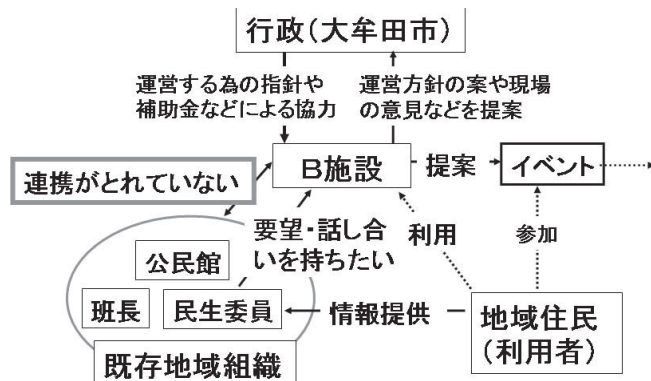 行政(大牟田市)
運営する為の指針や
補助金などによる協力
運営方針の案や現場
の意見などを提案
連携がとれていない
B施設
提案
イベント
要望・話し合
いを持ちたい
利用
参加
公民館
班長
民生委員
情報提供
地域住民
(利用者)
既存地域組織